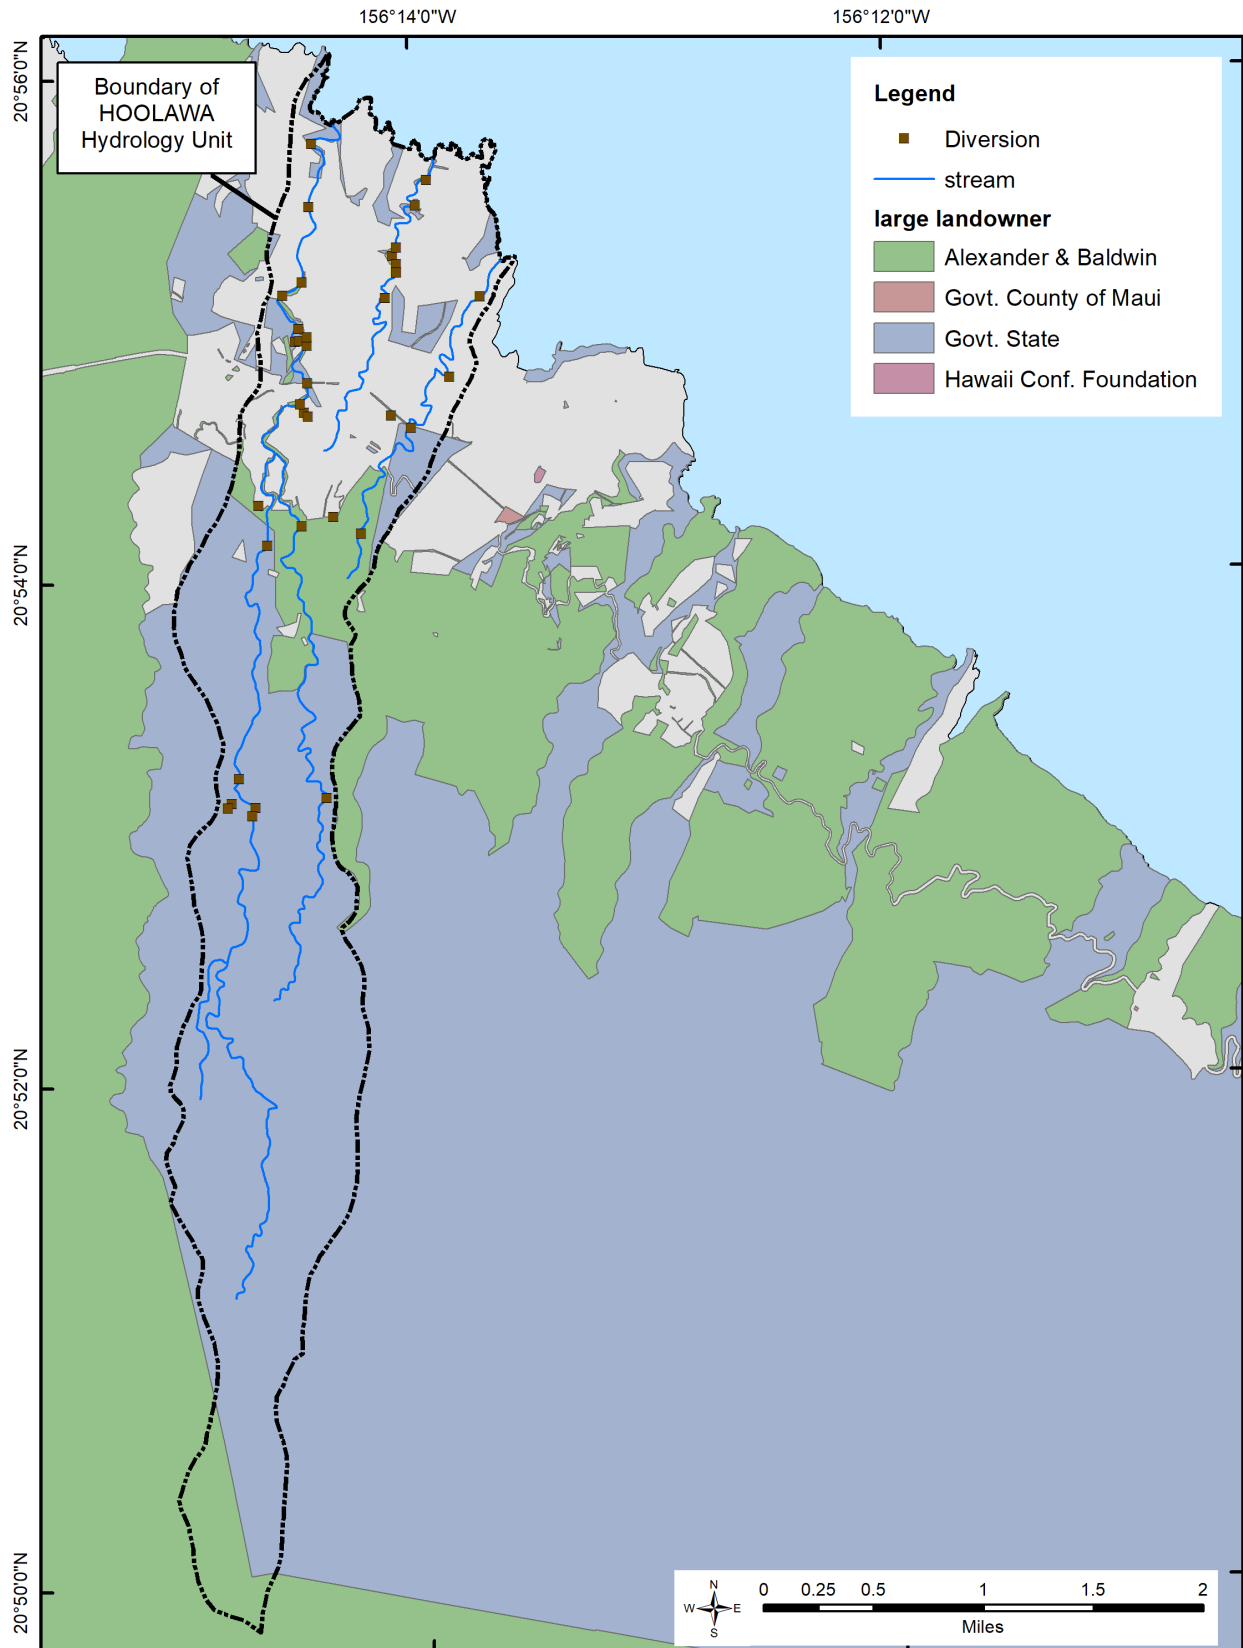 156°14'0"W
156°12'0"W
20°56'0"N
Boundary of
HOOLAWA
Hydrology Unit
Legend
Diversion
stream
large landowner
Alexander & Baldwin
Govt. County of Maui
Govt. State
Hawaii Conf. Foundation
20°54'0"N
20°52'0"N
20°50'0"N
N
W E
S
0 0.25 0.5 1 1.5 2
Miles